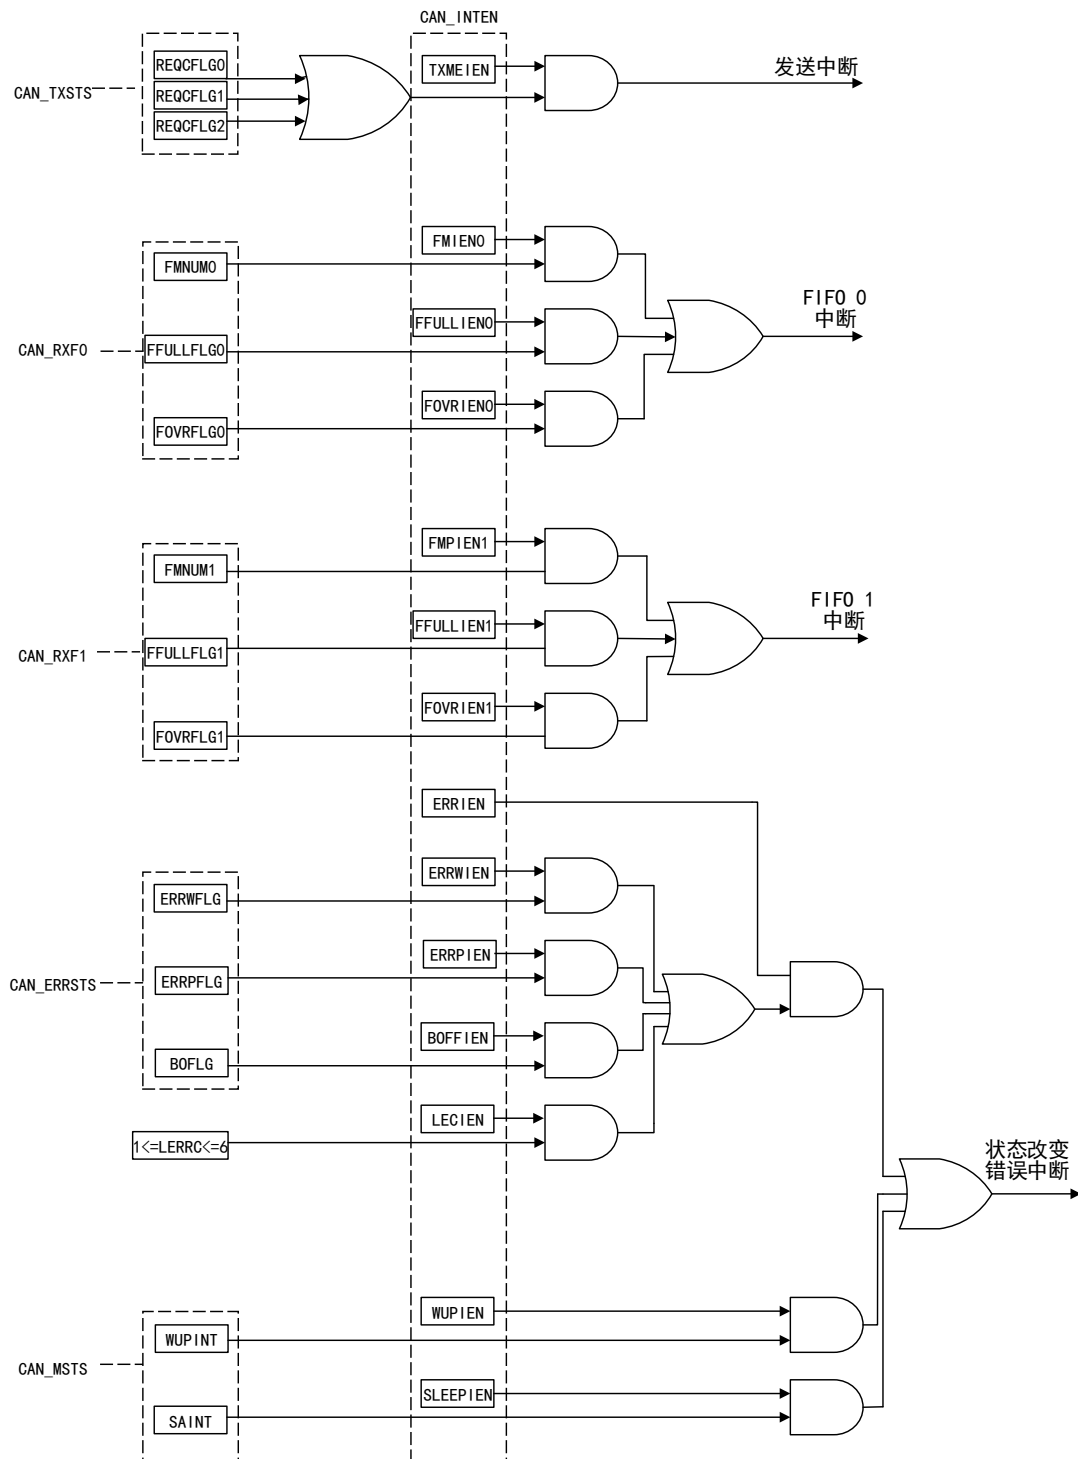 CAN_INTEN
CAN_TXSTS
REQCFLG0
REQCFLG1
REQCFLG2
TXMEIEN
发送中断
CAN_RXF0
FMNUM0
FFULLFLG0
FOVRFLG0
FMIEN0
FFULLIEN0
FOVRIEN0
FIFO 0
中断
CAN_RXF1
FMNUM1
FFULLFLG1
FOVRFLG1
FMPIEN1
FFULLIEN1
FOVRIEN1
FIFO 1
中断
ERRIEN
CAN_ERRSTS
ERRWFLG
ERRPFLG
BOFLG
1<=LERRC<=6
ERRWIEN
ERRPIEN
BOFFIEN
LECIEN
状态改变
错误中断
CAN_MSTS
WUPINT
SAINT
WUPIEN
SLEEPIEN